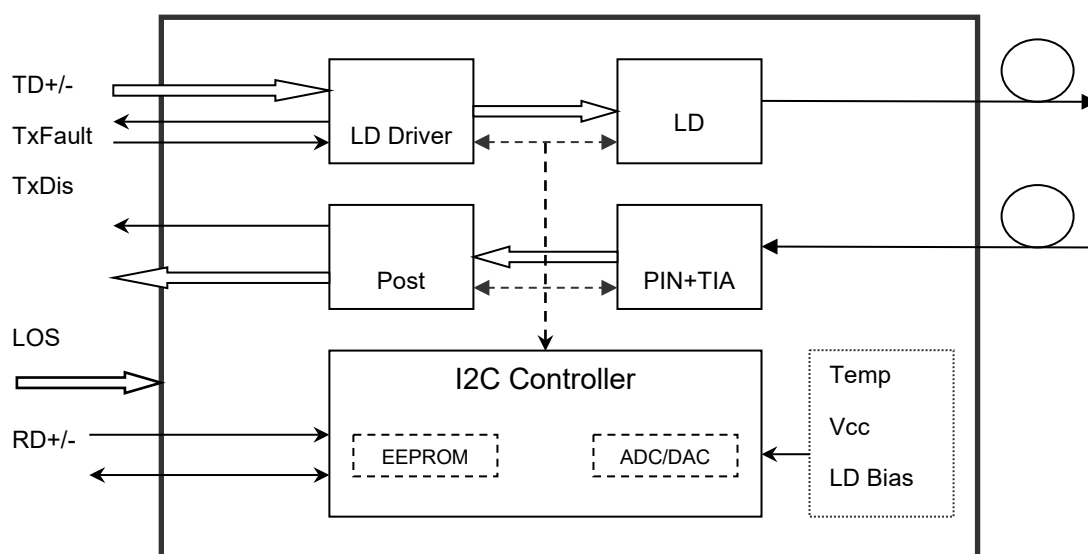 TD+/-
TxFault
TxDis
LD Driver
LD
Post
PIN+TIA
LOS
RD+/-
I2C Controller
EEPROM
ADC/DAC
Temp
Vcc
LD Bias